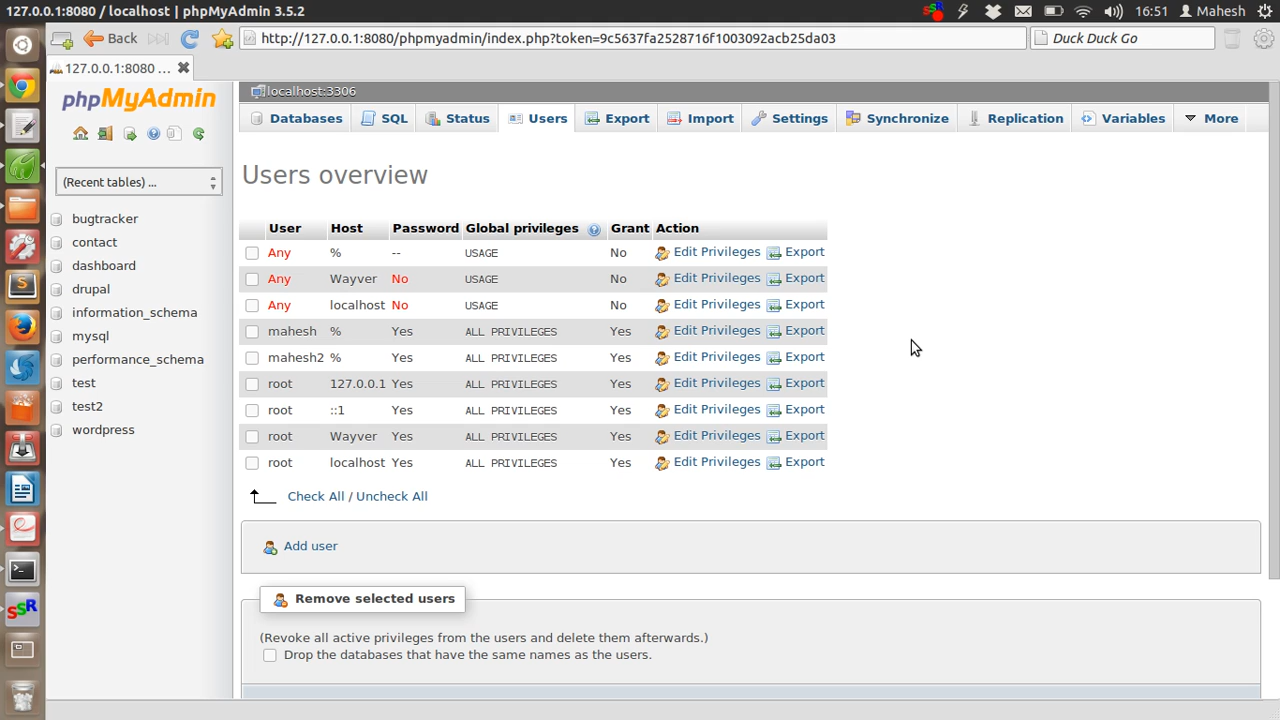 127.0.0.1:8080 / localhost | phpMyAdmin 3.5.2
16:51 Mahesh
Back
http://127.0.0.1:8080/phpmyadmin/index.php?token=9c5637fa2528716f1003c92acb25da03
Duck Duck Go
127.0.0.1:8080 ...
phpMyAdmin
localhost:3306
Databases SQL Status Users Export Import Settings Synchronize Replication Variables More
(Recent tables) ...
bugtracker
contact
dashboard
drupal
information_schema
mysql
performance_schema
test
test2
wordpress
Users overview
User Host Password Global privileges Grant Action
Any % -- USAGE No Edit Privileges Export
Any Wayver No USAGE No Edit Privileges Export
Any localhost No USAGE No Edit Privileges Export
mahesh % Yes ALL PRIVILEGES Yes Edit Privileges Export
mahesh2 % Yes ALL PRIVILEGES Yes Edit Privileges Export
root 127.0.0.1 Yes ALL PRIVILEGES Yes Edit Privileges Export
root ::1 Yes ALL PRIVILEGES Yes Edit Privileges Export
root Wayver Yes ALL PRIVILEGES Yes Edit Privileges Export
root localhost Yes ALL PRIVILEGES Yes Edit Privileges Export
Check All / Uncheck All
Add user
Remove selected users
(Revoke all active privileges from the users and delete them afterwards.)
Drop the databases that have the same names as the users.
SSR
SSR